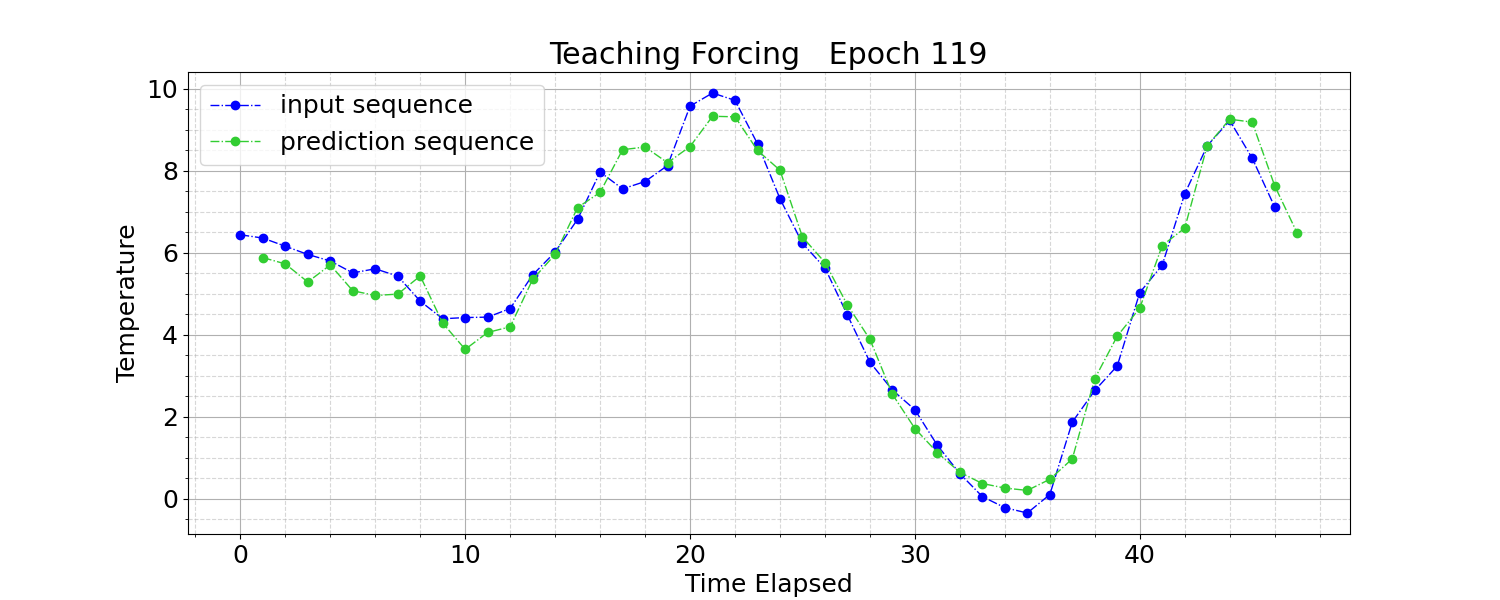 Teaching Forcing   Epoch 119
input sequence
prediction sequence
10
8
6
4
2
0
Temperature
0 10 20 30 40
Time Elapsed